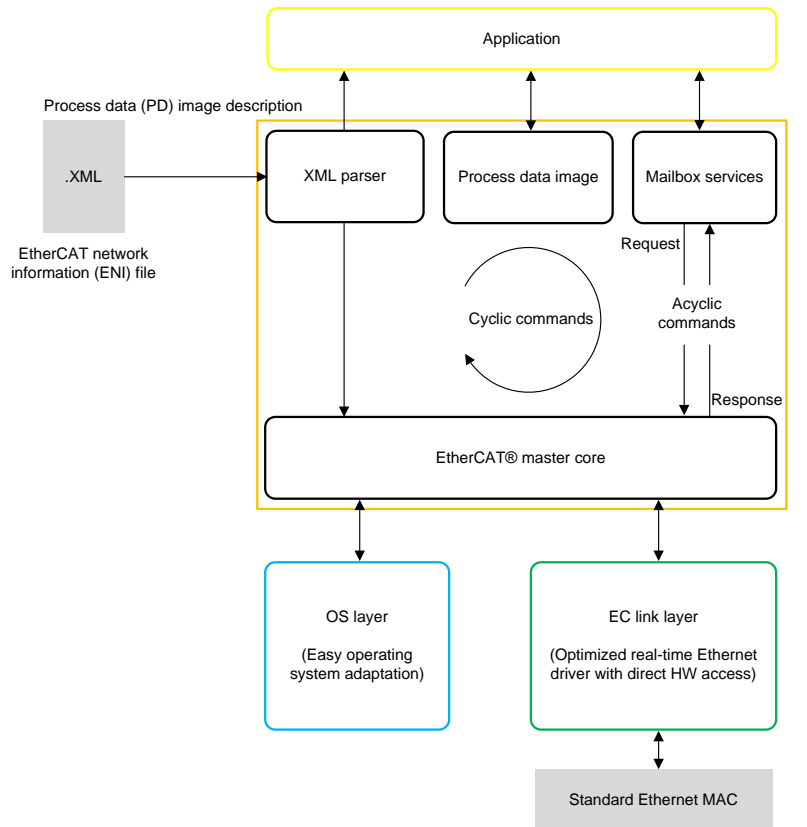 Application
Process data (PD) image description
.XML
XML parser
Process data image
Mailbox services
EtherCAT network
information (ENI) file
Request
Cyclic commands
Acyclic
commands
Response
EtherCAT® master core
OS layer
(Easy operating
system adaptation)
EC link layer
(Optimized real-time Ethernet
driver with direct HW access)
Standard Ethernet MAC